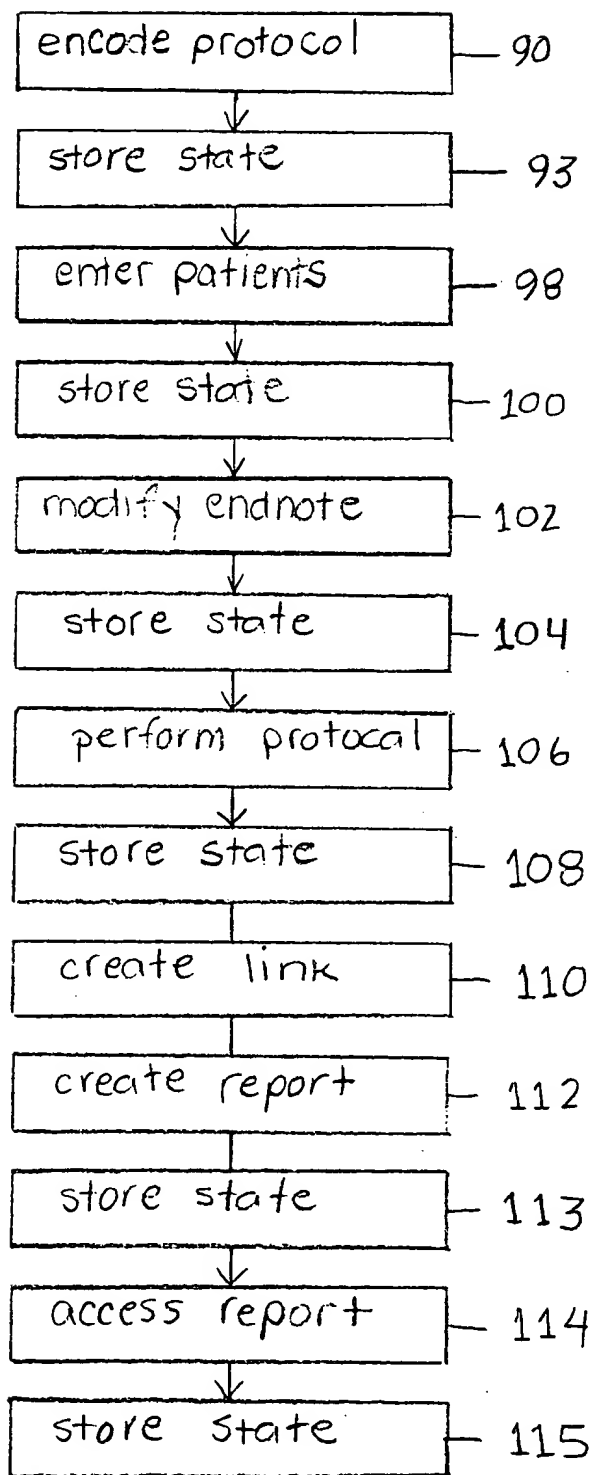 encode protocol 90
store state 93
enter patients 98
store state 100
modify endnote 102
store state 104
perform protocal 106
store state 108
create link 110
create report 112
store state 113
access report 114
store state 115